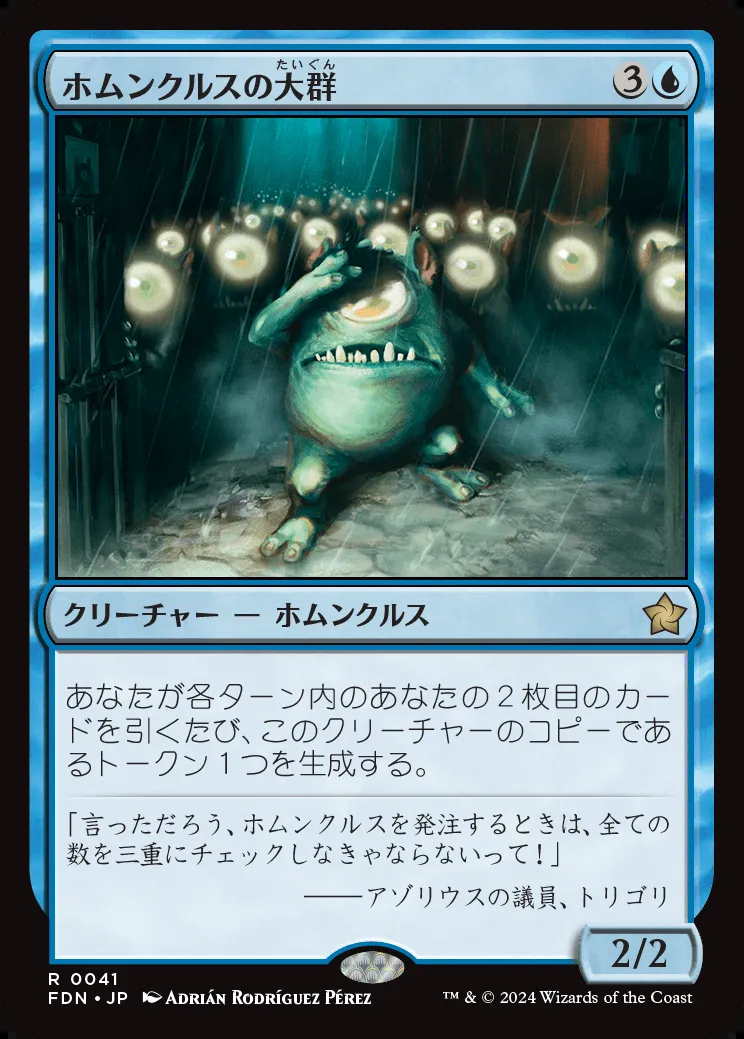 たいぐん
ホムンクルスの大群
3
クリーチャー — ホムンクルス
あなたが各ターン内のあなたの2枚目のカー
ドを引くたび、このクリーチャーのコピーであ
るトークン1つを生成する。
「言っただろう、ホムンクルスを発注するときは、全ての
数を三重にチェックしなきゃならないって!」
――アゾリウスの議員、トリゴリ
2/2
R 0041
FDN • JP Adrián Rodríguez Pérez
™ & © 2024 Wizards of the Coast